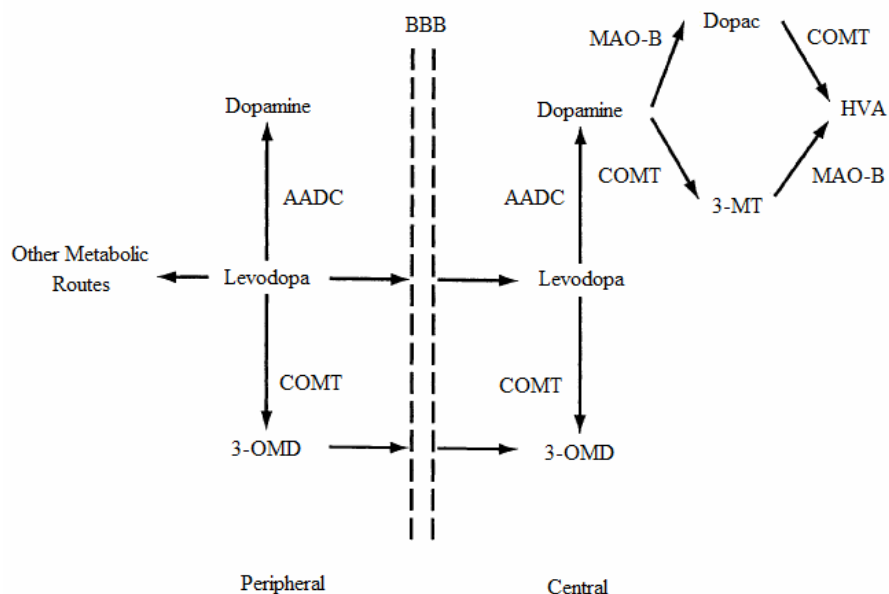 BBB
Dopac
MAO-B
COMT
Dopamine
Dopamine
HVA
COMT
MAO-B
AADC
AADC
3-MT
Other Metabolic
Routes
Levodopa
Levodopa
COMT
COMT
3-OMD
3-OMD
Peripheral
Central